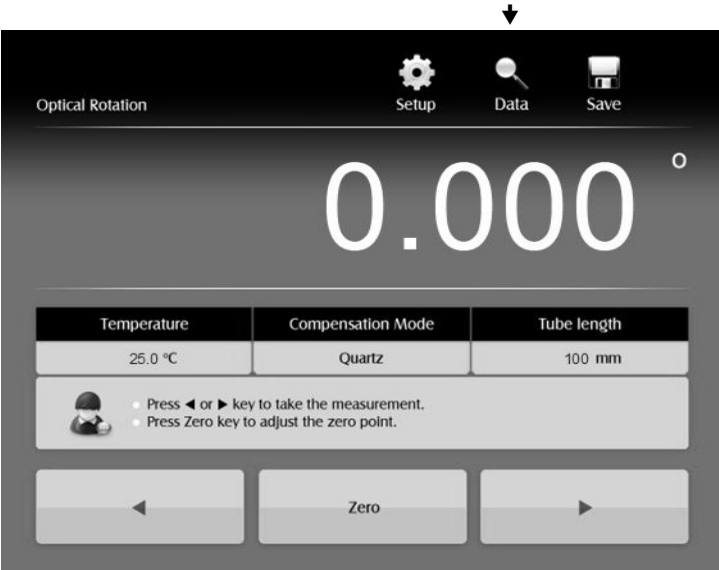 Optical Rotation
Setup Data Save
0.000 °
Temperature Compensation Mode Tube length
25.0 °C Quartz 100 mm
Press ◀ or ▶ key to take the measurement.
Press Zero key to adjust the zero point.
◀ Zero ▶